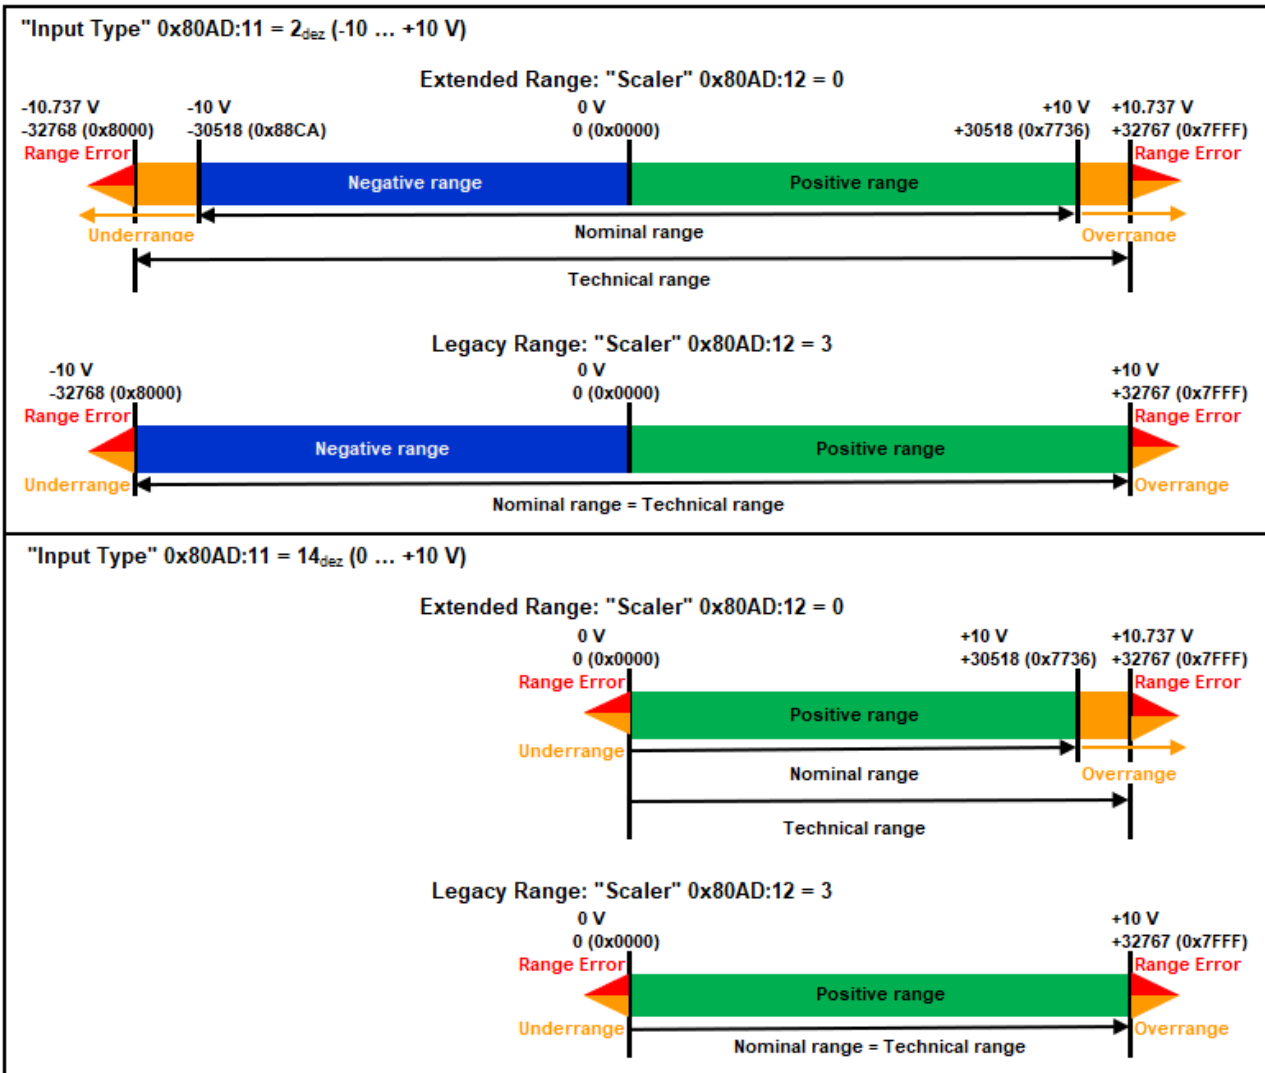 "Input Type" 0x80AD:11 = 2dez (-10 ... +10 V)
Extended Range: "Scaler" 0x80AD:12 = 0
-10.737 V -10 V 0 V +10 V +10.737 V
-32768 (0x8000) -30518 (0x88CA) 0 (0x0000) +30518 (0x7736) +32767 (0x7FFF)
Range Error Range Error
Negative range Positive range
Underrange Nominal range Overrange
Technical range
Legacy Range: "Scaler" 0x80AD:12 = 3
-10 V 0 V +10 V
-32768 (0x8000) 0 (0x0000) +32767 (0x7FFF)
Range Error Range Error
Negative range Positive range
Underrange Overrange
Nominal range = Technical range
"Input Type" 0x80AD:11 = 14dez (0 ... +10 V)
Extended Range: "Scaler" 0x80AD:12 = 0
0 V +10 V +10.737 V
0 (0x0000) +30518 (0x7736) +32767 (0x7FFF)
Range Error Range Error
Positive range
Underrange
Nominal range Overrange
Technical range
Legacy Range: "Scaler" 0x80AD:12 = 3
0 V +10 V
0 (0x0000) +32767 (0x7FFF)
Range Error Range Error
Positive range
Underrange Overrange
Nominal range = Technical range